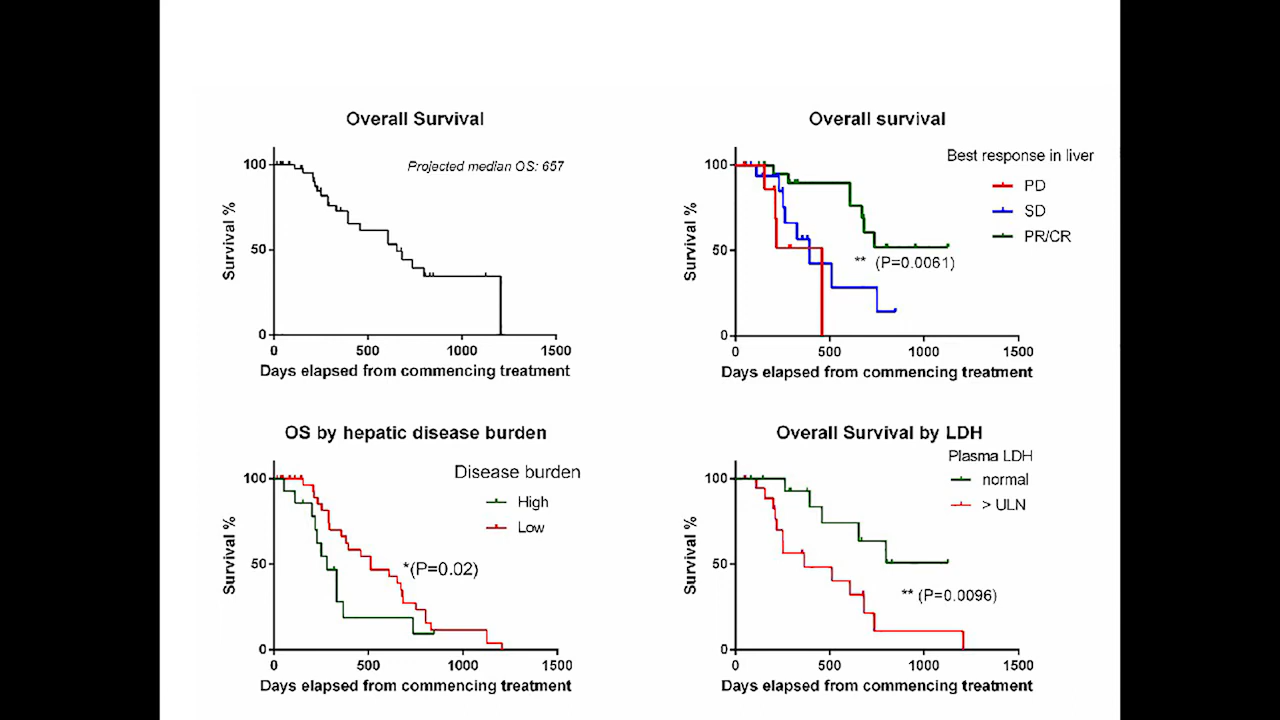 Overall Survival
Projected median OS: 657
Survival %
100
50
0
0 500 1000 1500
Days elapsed from commencing treatment
Overall survival
Best response in liver
PD
SD
PR/CR
** (P=0.0061)
Survival %
100
50
0
0 500 1000 1500
Days elapsed from commencing treatment
OS by hepatic disease burden
Disease burden
High
Low
*(P=0.02)
Survival %
100
50
0
0 500 1000 1500
Days elapsed from commencing treatment
Overall Survival by LDH
Plasma LDH
normal
> ULN
** (P=0.0096)
Survival %
100
50
0
0 500 1000 1500
Days elapsed from commencing treatment